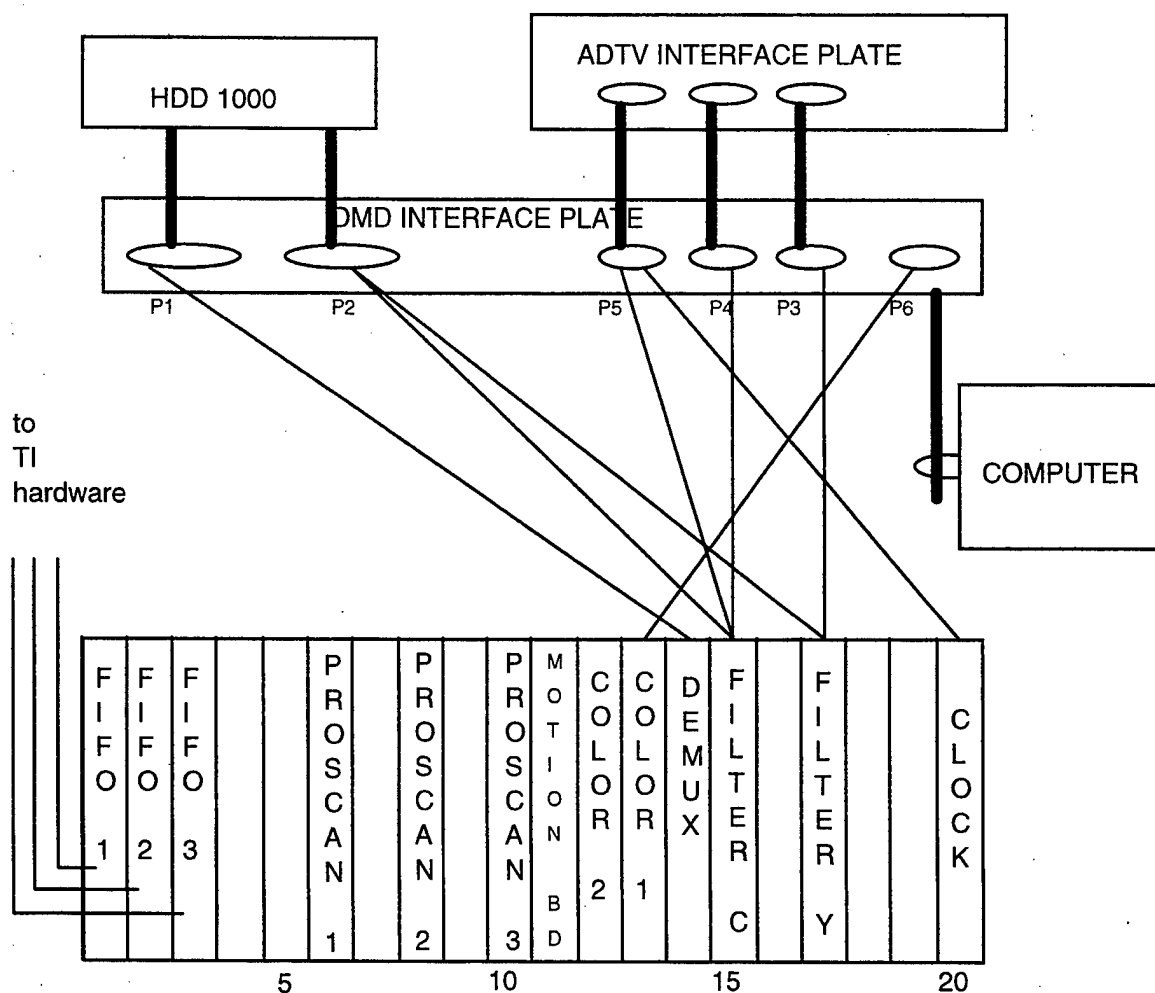 HDD 1000
ADTV INTERFACE PLATE
DMD INTERFACE PLATE
P1
P2
P5
P4
P3
P6
to
TI
hardware
COMPUTER
FIFO 1
FIFO 2
FIFO 3
PROSCAN 1
PROSCAN 2
PROSCAN 3
MOTION BD
COLOR 2
COLOR 1
DEMUX
FILTER C
FILTER Y
CLOCK
5
10
15
20